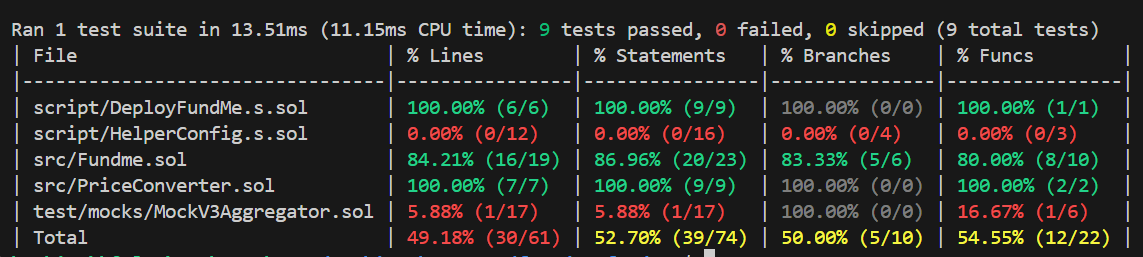 Ran 1 test suite in 13.51ms (11.15ms CPU time): 9 tests passed, 0 failed, 0 skipped (9 total tests)
| File | % Lines | % Statements | % Branches | % Funcs |
|----------------------------------|----------------|----------------|---------------|----------------|
| script/DeployFundMe.s.sol | 100.00% (6/6) | 100.00% (9/9) | 100.00% (0/0) | 100.00% (1/1) |
| script/HelperConfig.s.sol | 0.00% (0/12) | 0.00% (0/16) | 0.00% (0/4) | 0.00% (0/3) |
| src/Fundme.sol | 84.21% (16/19) | 86.96% (20/23) | 83.33% (5/6) | 80.00% (8/10) |
| src/PriceConverter.sol | 100.00% (7/7) | 100.00% (9/9) | 100.00% (0/0) | 100.00% (2/2) |
| test/mocks/MockV3Aggregator.sol | 5.88% (1/17) | 5.88% (1/17) | 100.00% (0/0) | 16.67% (1/6) |
| Total | 49.18% (30/61) | 52.70% (39/74) | 50.00% (5/10) | 54.55% (12/22) |